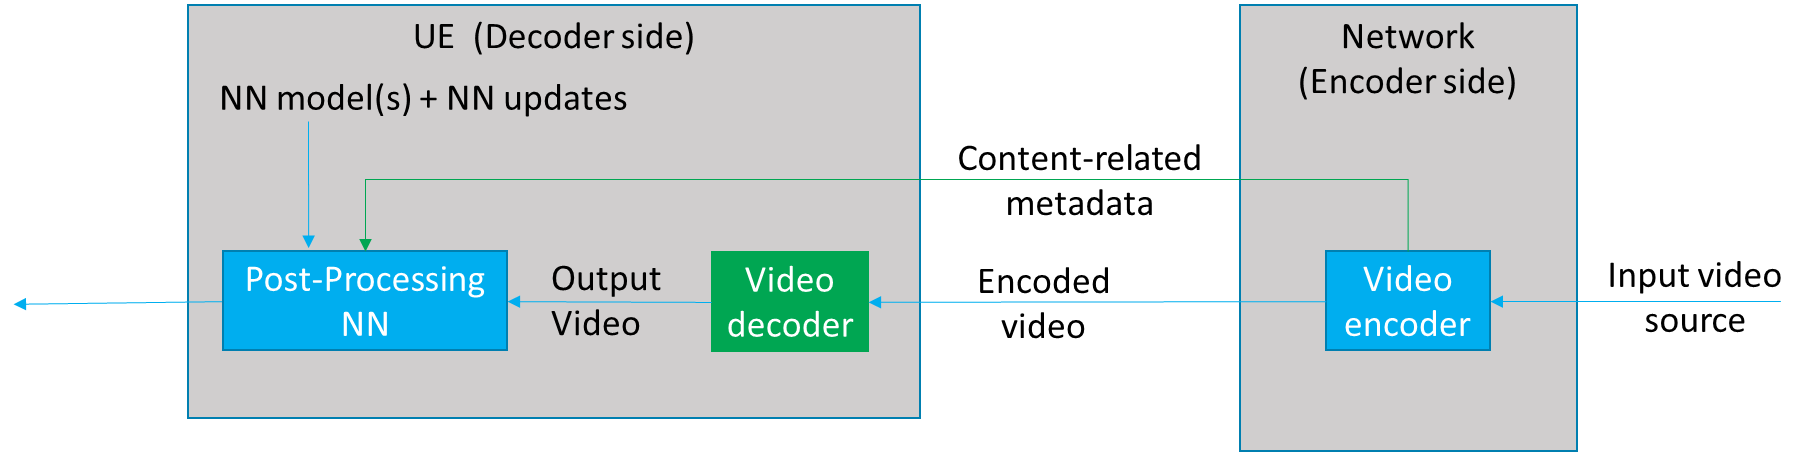 UE (Decoder side)
NN model(s) + NN updates
Post-Processing
NN
Output
Video
Video
decoder
Content-related
metadata
Encoded
video
Network
(Encoder side)
Video
encoder
Input video
source